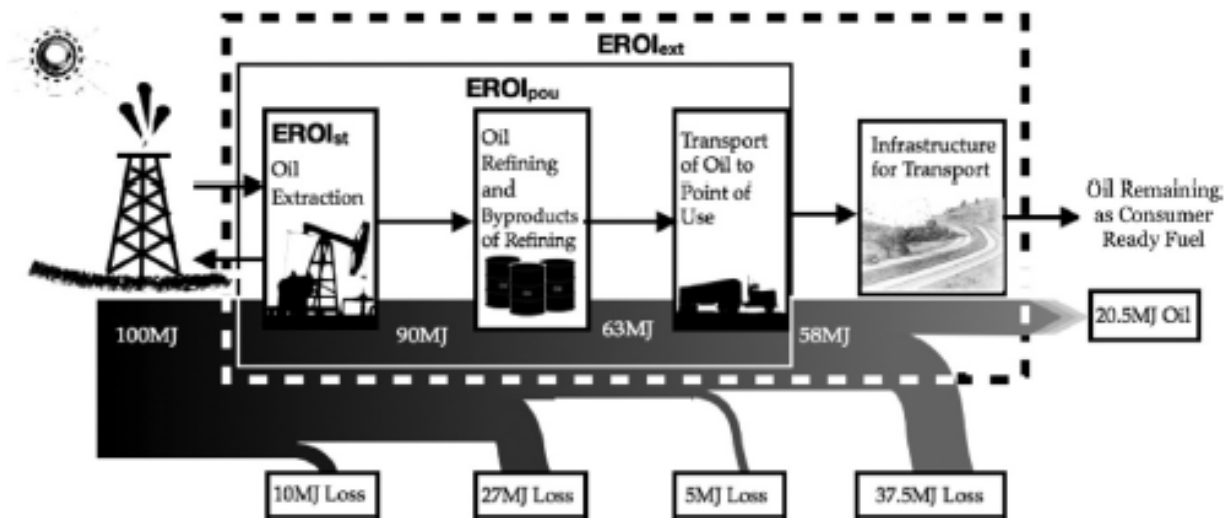 EROIext
EROIpou
EROIst
Oil
Extraction
Oil
Refining
and
Byproducts
of Refining
Transport
of Oil to
Point of
Use
Infrastructure
for Transport
Oil Remaining
as Consumer
Ready Fuel
100MJ
90MJ
63MJ
58MJ
20.5MJ Oil
10MJ Loss
27MJ Loss
5MJ Loss
37.5MJ Loss